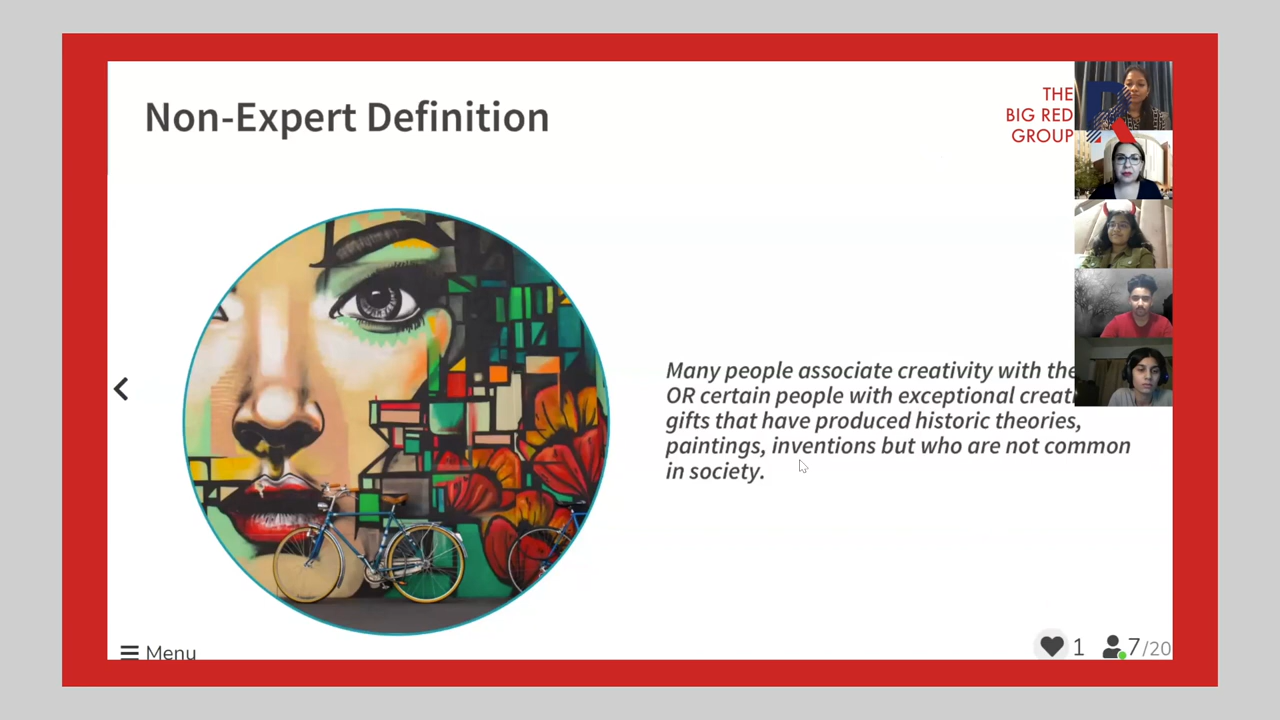 Non-Expert Definition
THE
BIG RED
GROUP
Many people associate creativity with the
OR certain people with exceptional
gifts that have produced historic theories,
paintings, inventions but who are not common
in society.
Menu
1
7/20